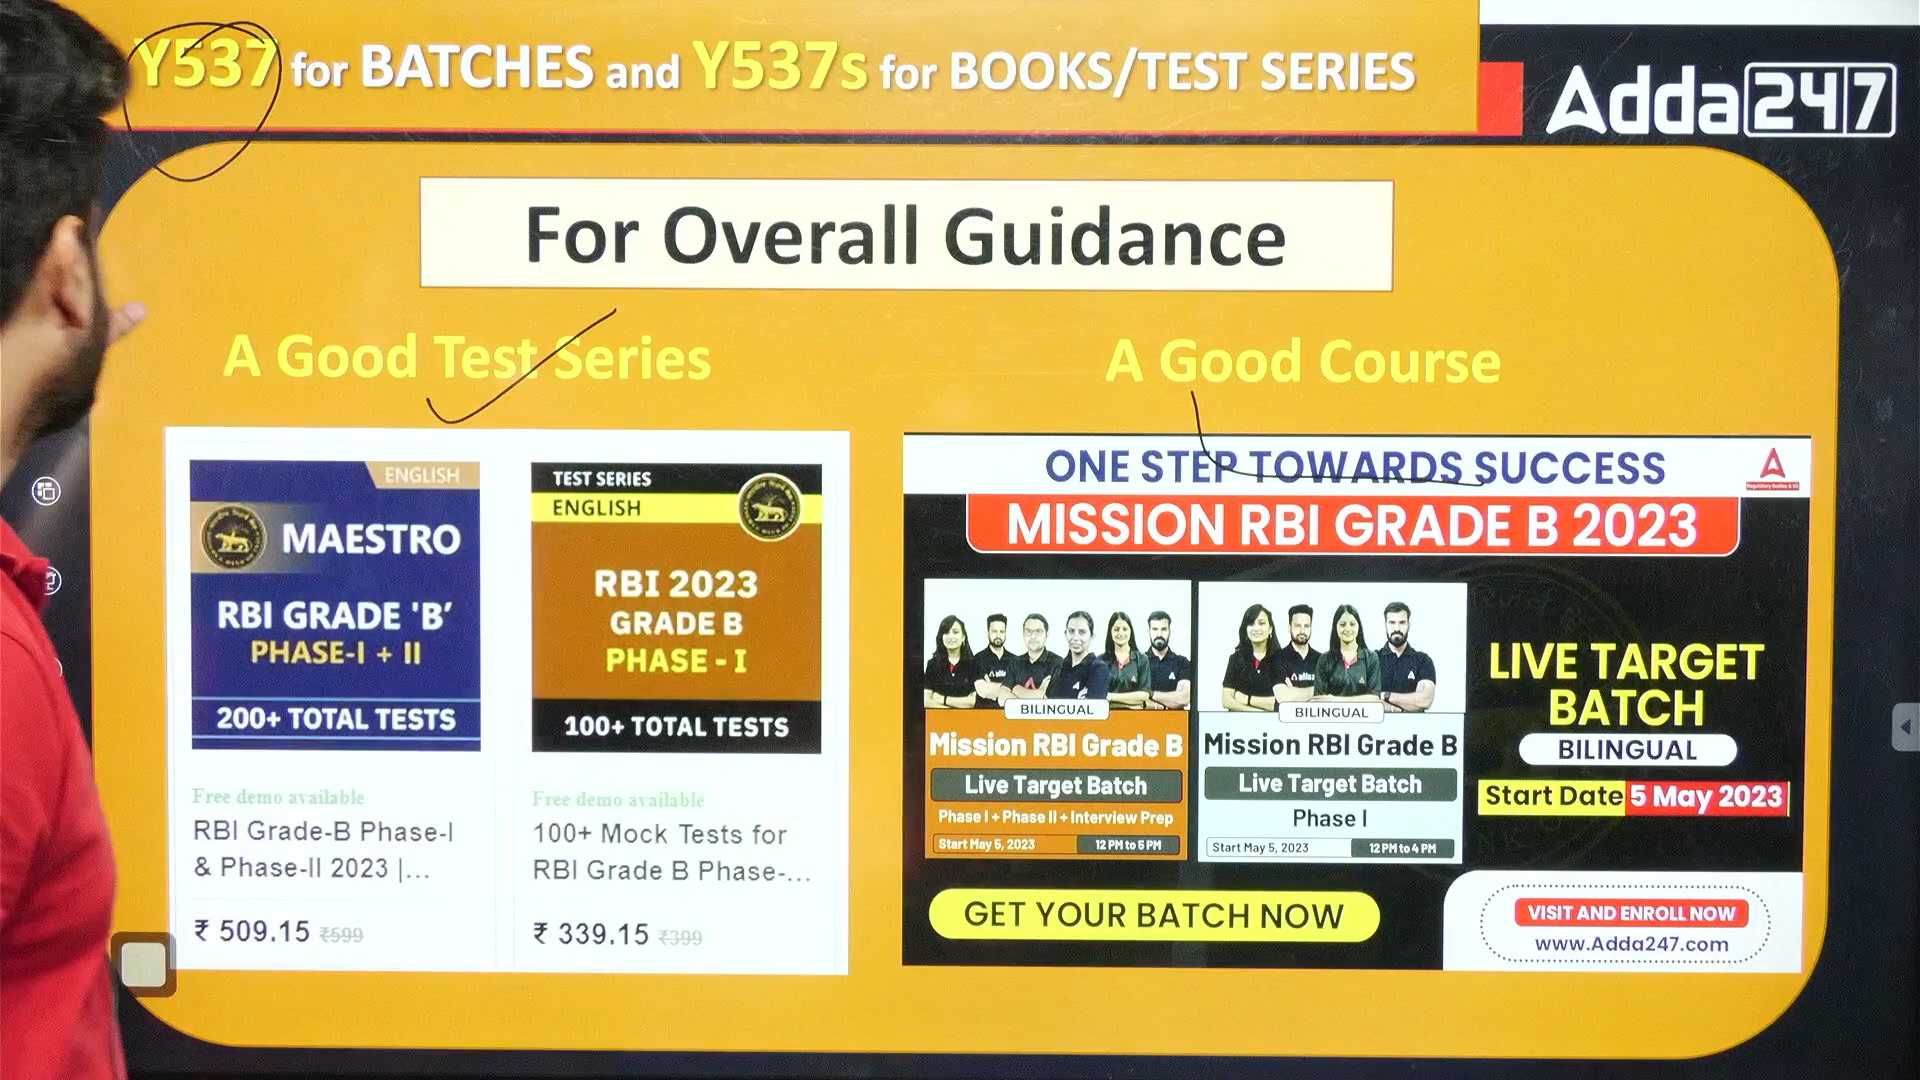 Y537 for BATCHES and Y537s for BOOKS/TEST SERIES
Adda247
For Overall Guidance
A Good Test Series
ENGLISH
MAESTRO
RBI GRADE 'B'
PHASE-I + II
200+ TOTAL TESTS
TEST SERIES
ENGLISH
RBI 2023
GRADE B
PHASE - I
100+ TOTAL TESTS
Free demo available
RBI Grade-B Phase-I
& Phase-II 2023 |...
₹ 509.15 ₹599
Free demo available
100+ Mock Tests for
RBI Grade B Phase-...
₹ 339.15 ₹399
A Good Course
ONE STEP TOWARDS SUCCESS
MISSION RBI GRADE B 2023
BILINGUAL
Mission RBI Grade B
Live Target Batch
Phase I + Phase II + Interview Prep
Start May 5, 2023 12 PM to 5 PM
BILINGUAL
Mission RBI Grade B
Live Target Batch
Phase I
Start May 5, 2023 12 PM to 4 PM
LIVE TARGET
BATCH
BILINGUAL
Start Date 5 May 2023
GET YOUR BATCH NOW
VISIT AND ENROLL NOW
www.Adda247.com